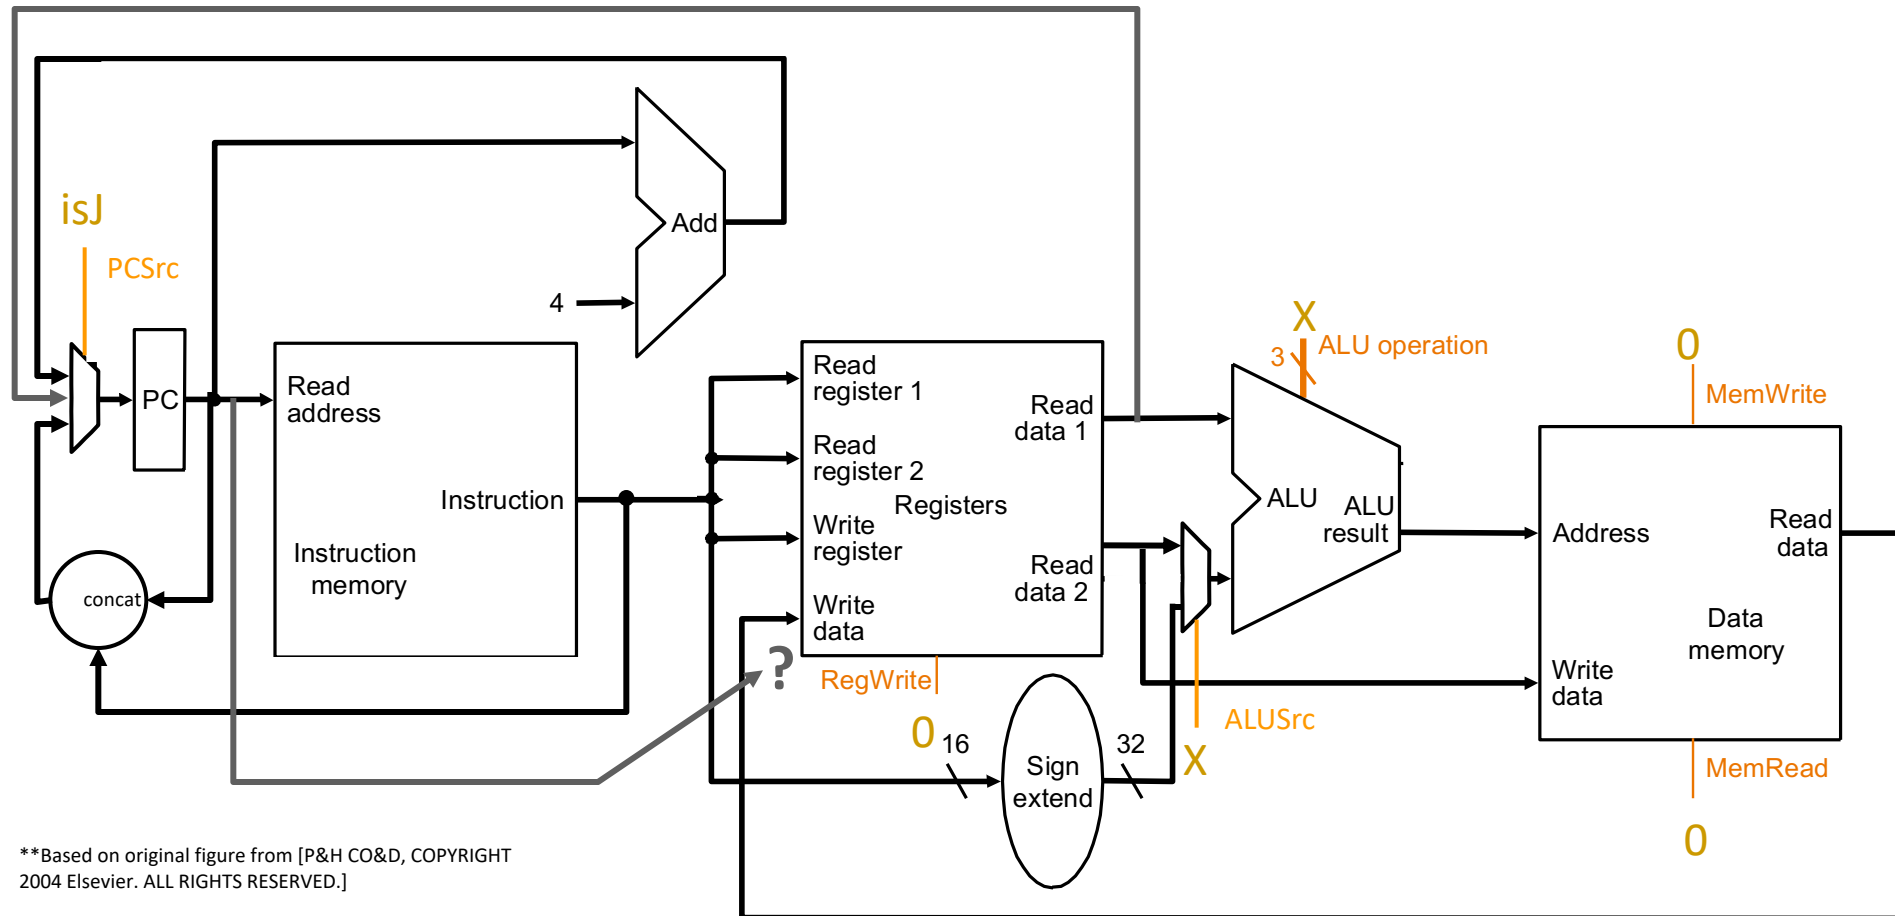 isJ
PCSrc
Add
4
PC
Read
address
Instruction
Instruction
memory
concat
Read
register 1
Read
register 2
Write
register
Write
data
Registers
Read
data 1
Read
data 2
?
RegWrite
0
16
Sign
extend
32
X
3
ALU operation
ALU
ALU
result
ALUSrc
X
0
MemWrite
Address
Read
data
Data
memory
Write
data
MemRead
0
**Based on original figure from [P&H CO&D, COPYRIGHT
2004 Elsevier. ALL RIGHTS RESERVED.]